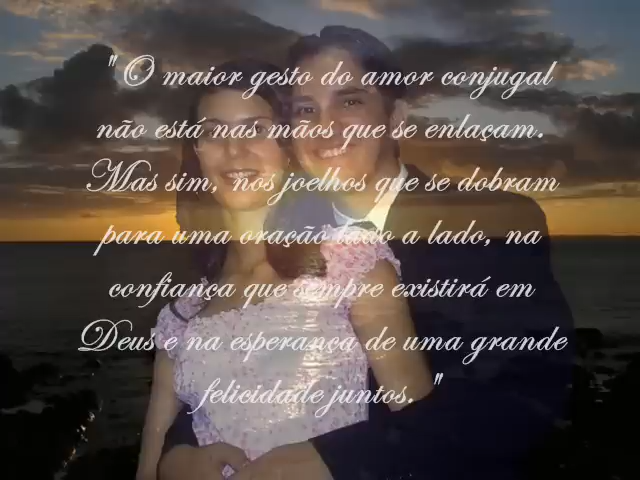 "O maior gesto do amor conjugal
não está nas mãos que se enlaçam.
Mas sim, nos joelhos que se dobram
para uma oração lado a lado, na
confiança que sempre existirá em
Deus e na esperança de uma grande
felicidade juntos. "